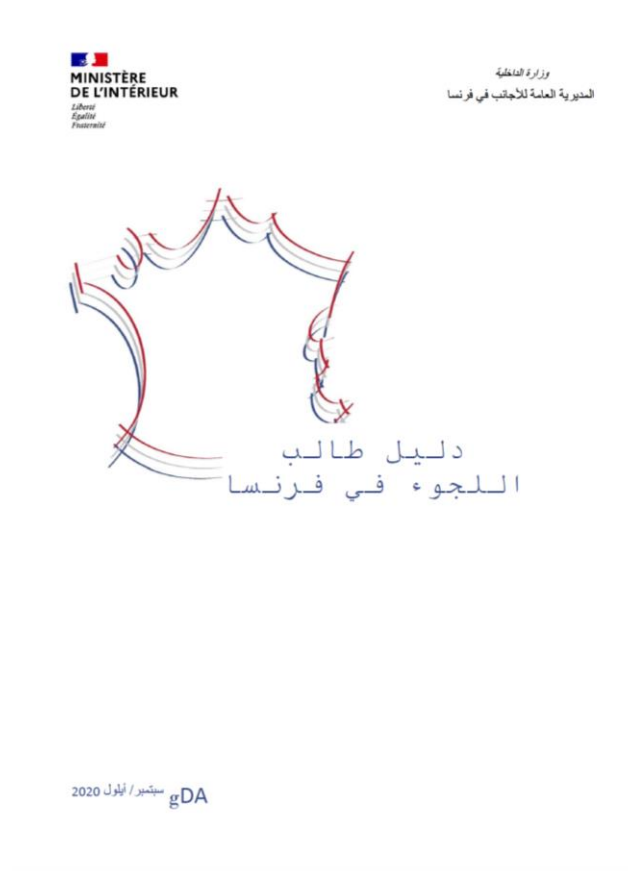 MINISTÈRE
DE L'INTÉRIEUR
Liberté
Égalité
Fraternité
وزارة الداخلية
المديرية العامة للأجانب في فرنسا
دليل طالب
اللجوء في فرنسا
سبتمبر/ أيلول 2020
gDA